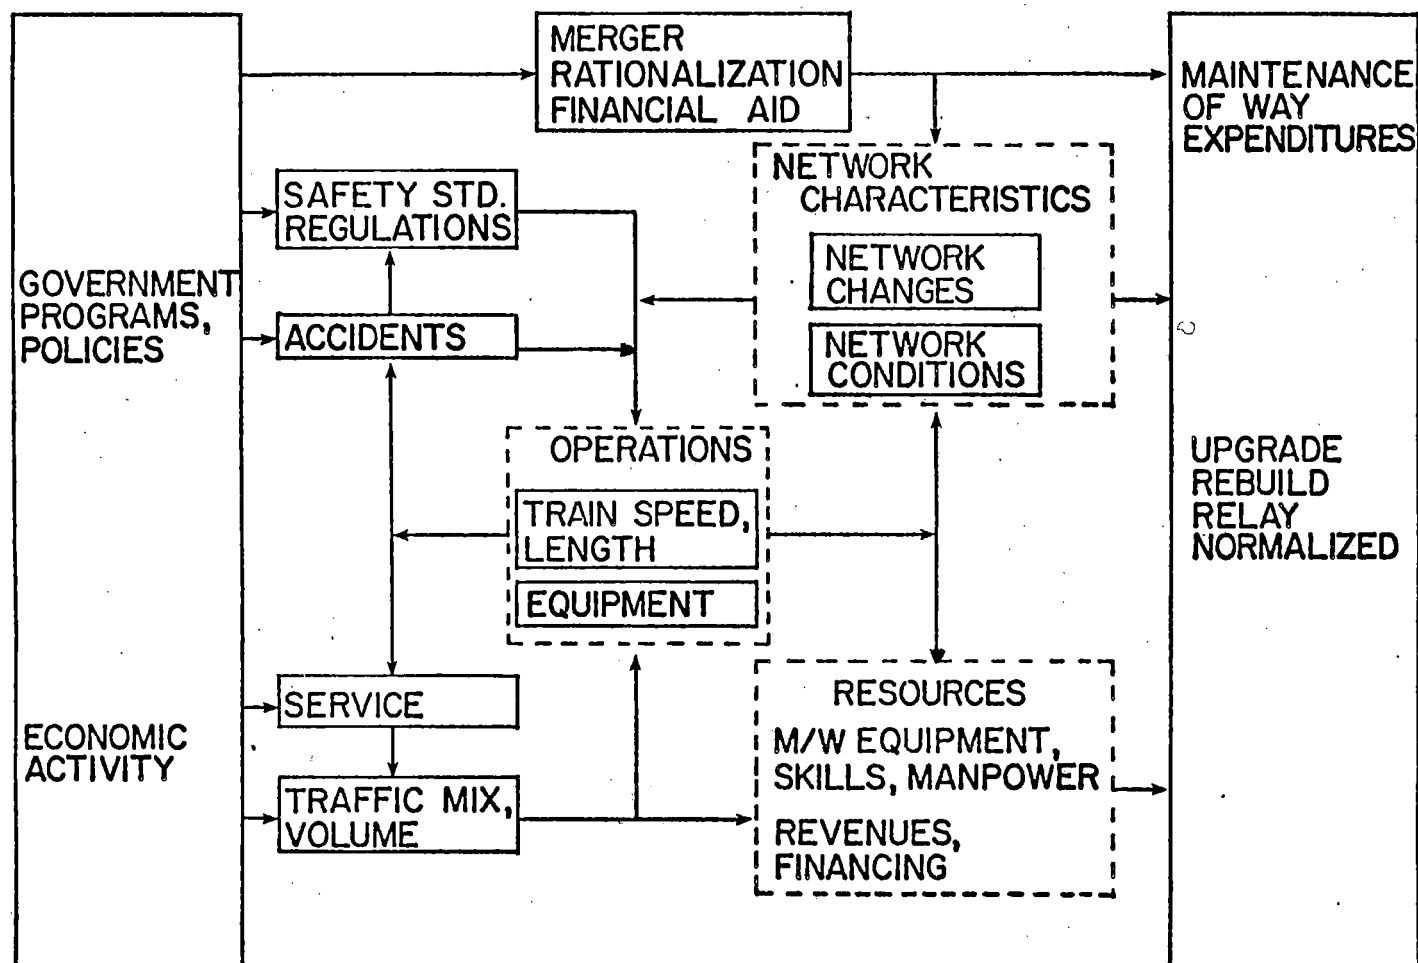 MERGER
RATIONALIZATION
FINANCIAL AID
MAINTENANCE
OF WAY
EXPENDITURES
NETWORK
CHARACTERISTICS
NETWORK
CHANGES
NETWORK
CONDITIONS
SAFETY STD.
REGULATIONS
GOVERNMENT
PROGRAMS,
POLICIES
ACCIDENTS
OPERATIONS
TRAIN SPEED,
LENGTH
EQUIPMENT
UPGRADE
REBUILD
RELAY
NORMALIZED
SERVICE
ECONOMIC
ACTIVITY
TRAFFIC MIX,
VOLUME
RESOURCES
M/W EQUIPMENT,
SKILLS, MANPOWER
REVENUES,
FINANCING